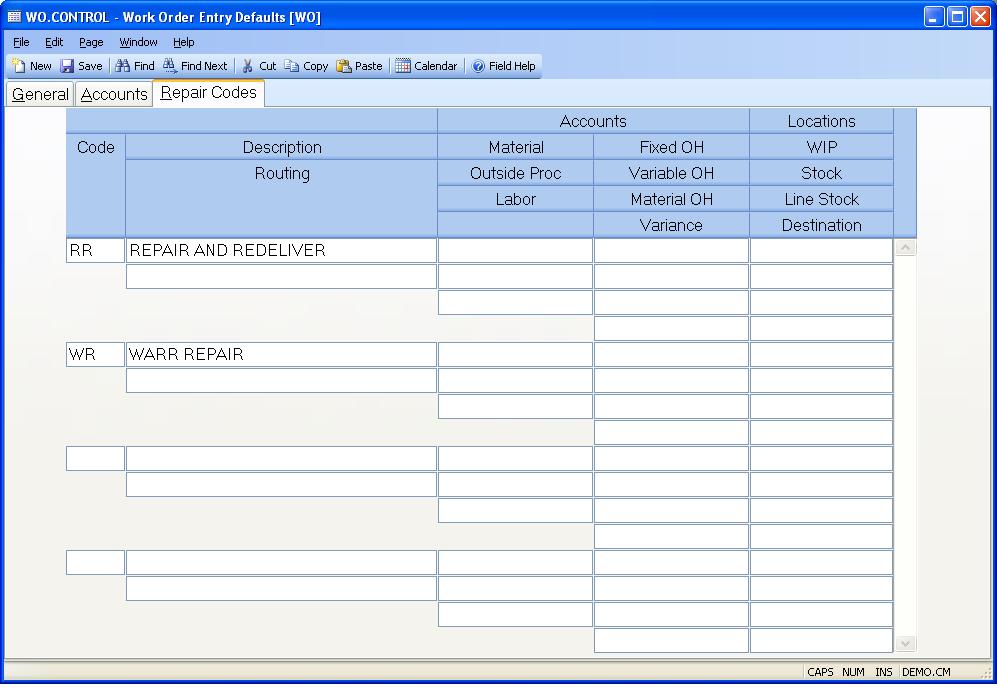 WO.CONTROL - Work Order Entry Defaults [WO]
File Edit Page Window Help
New Save Find Find Next Cut Copy Paste Calendar Field Help
General Accounts Repair Codes
Accounts Locations
Code Description Material Fixed OH WIP
Routing Outside Proc Variable OH Stock
Labor Material OH Line Stock
Variance Destination
RR REPAIR AND REDELIVER
WR WARR REPAIR
CAPS NUM INS DEMO.CM